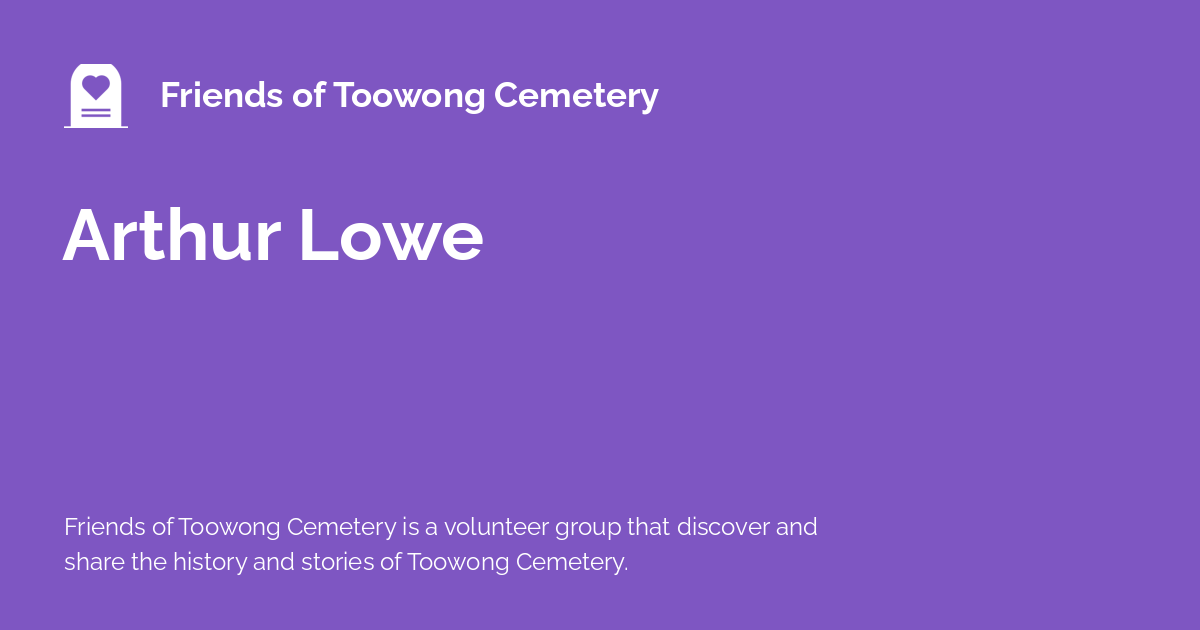 Friends of Toowong Cemetery
Arthur Lowe
Friends of Toowong Cemetery is a volunteer group that discover and
share the history and stories of Toowong Cemetery.